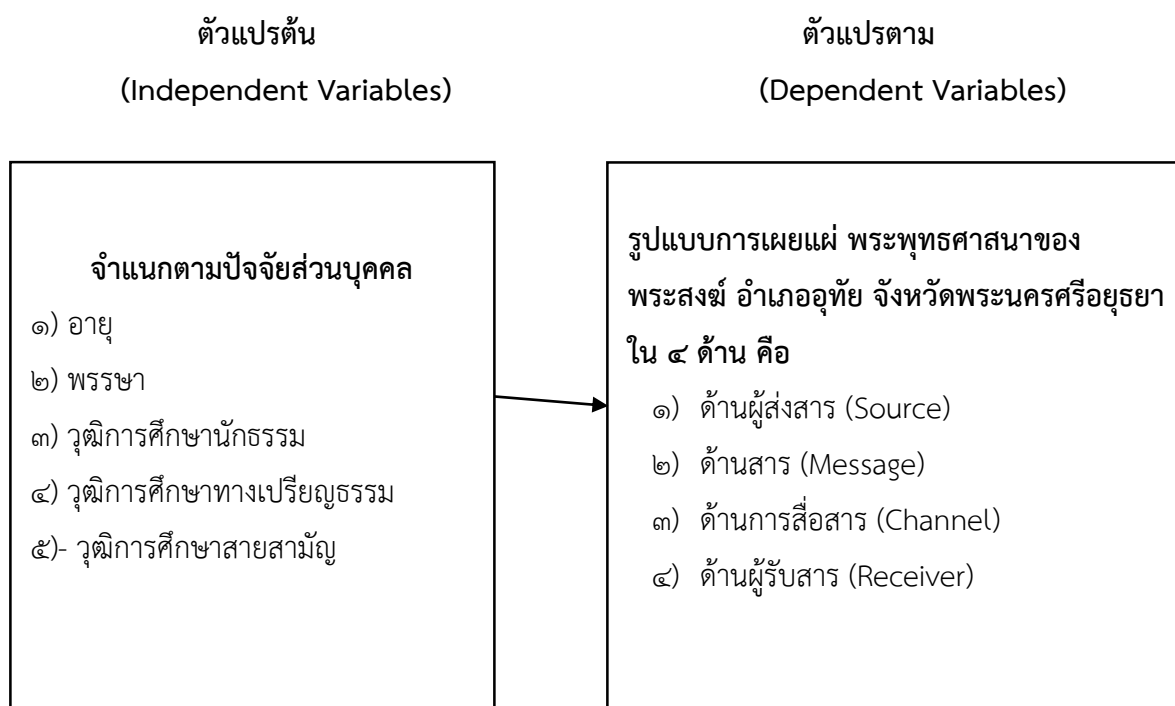 ตัวแปรต้น
(Independent Variables)
ตัวแปรตาม
(Dependent Variables)
จำแนกตามปัจจัยส่วนบุคคล
๑) อายุ
๒) พรรษา
๓) วุฒิการศึกษานักธรรม
๔) วุฒิการศึกษาทางเปรียญธรรม
๕)- วุฒิการศึกษาสายสามัญ
รูปแบบการเผยแผ่ พระพุทธศาสนาของ
พระสงฆ์ อำเภออุทัย จังหวัดพระนครศรีอยุธยา
ใน ๔ ด้าน คือ
๑) ด้านผู้ส่งสาร (Source)
๒) ด้านสาร (Message)
๓) ด้านการสื่อสาร (Channel)
๔) ด้านผู้รับสาร (Receiver)